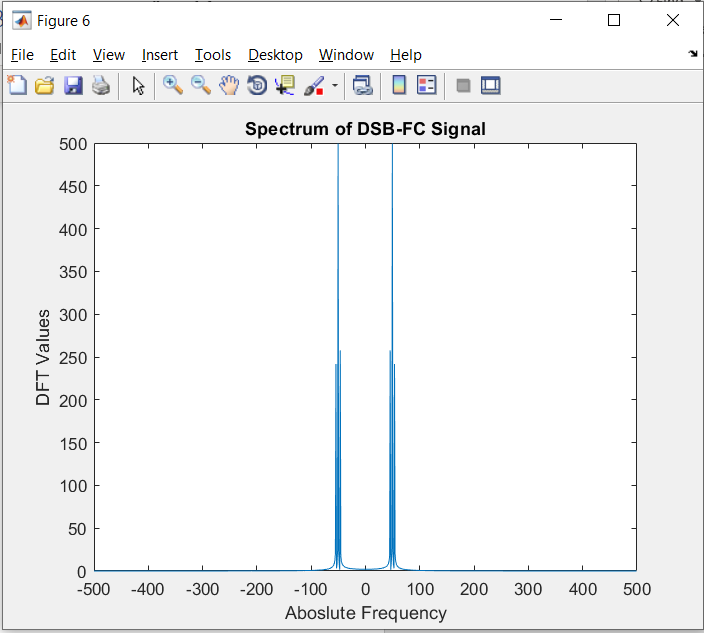 Figure 6
File Edit View Insert Tools Desktop Window Help
Spectrum of DSB-FC Signal
500
450
400
350
300
250
200
150
100
50
0
DFT Values
-500 -400 -300 -200 -100 0 100 200 300 400 500
Aboslute Frequency